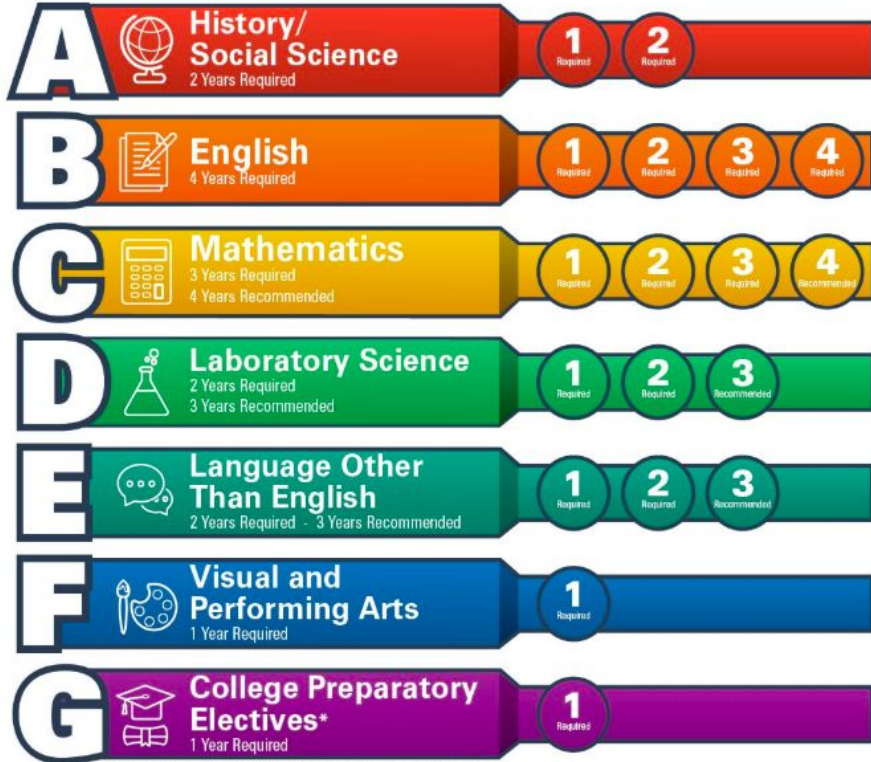 A
History/
Social Science
2 Years Required
1
Required
2
Required
B
English
4 Years Required
1
Required
2
Required
3
Required
4
Required
C
Mathematics
3 Years Required
4 Years Recommended
1
Required
2
Required
3
Required
4
Recommended
D
Laboratory Science
2 Years Required
3 Years Recommended
1
Required
2
Required
3
Recommended
E
Language Other
Than English
2 Years Required - 3 Years Recommended
1
Required
2
Required
3
Recommended
F
Visual and
Performing Arts
1 Year Required
1
Required
G
College Preparatory
Electives*
1 Year Required
1
Required